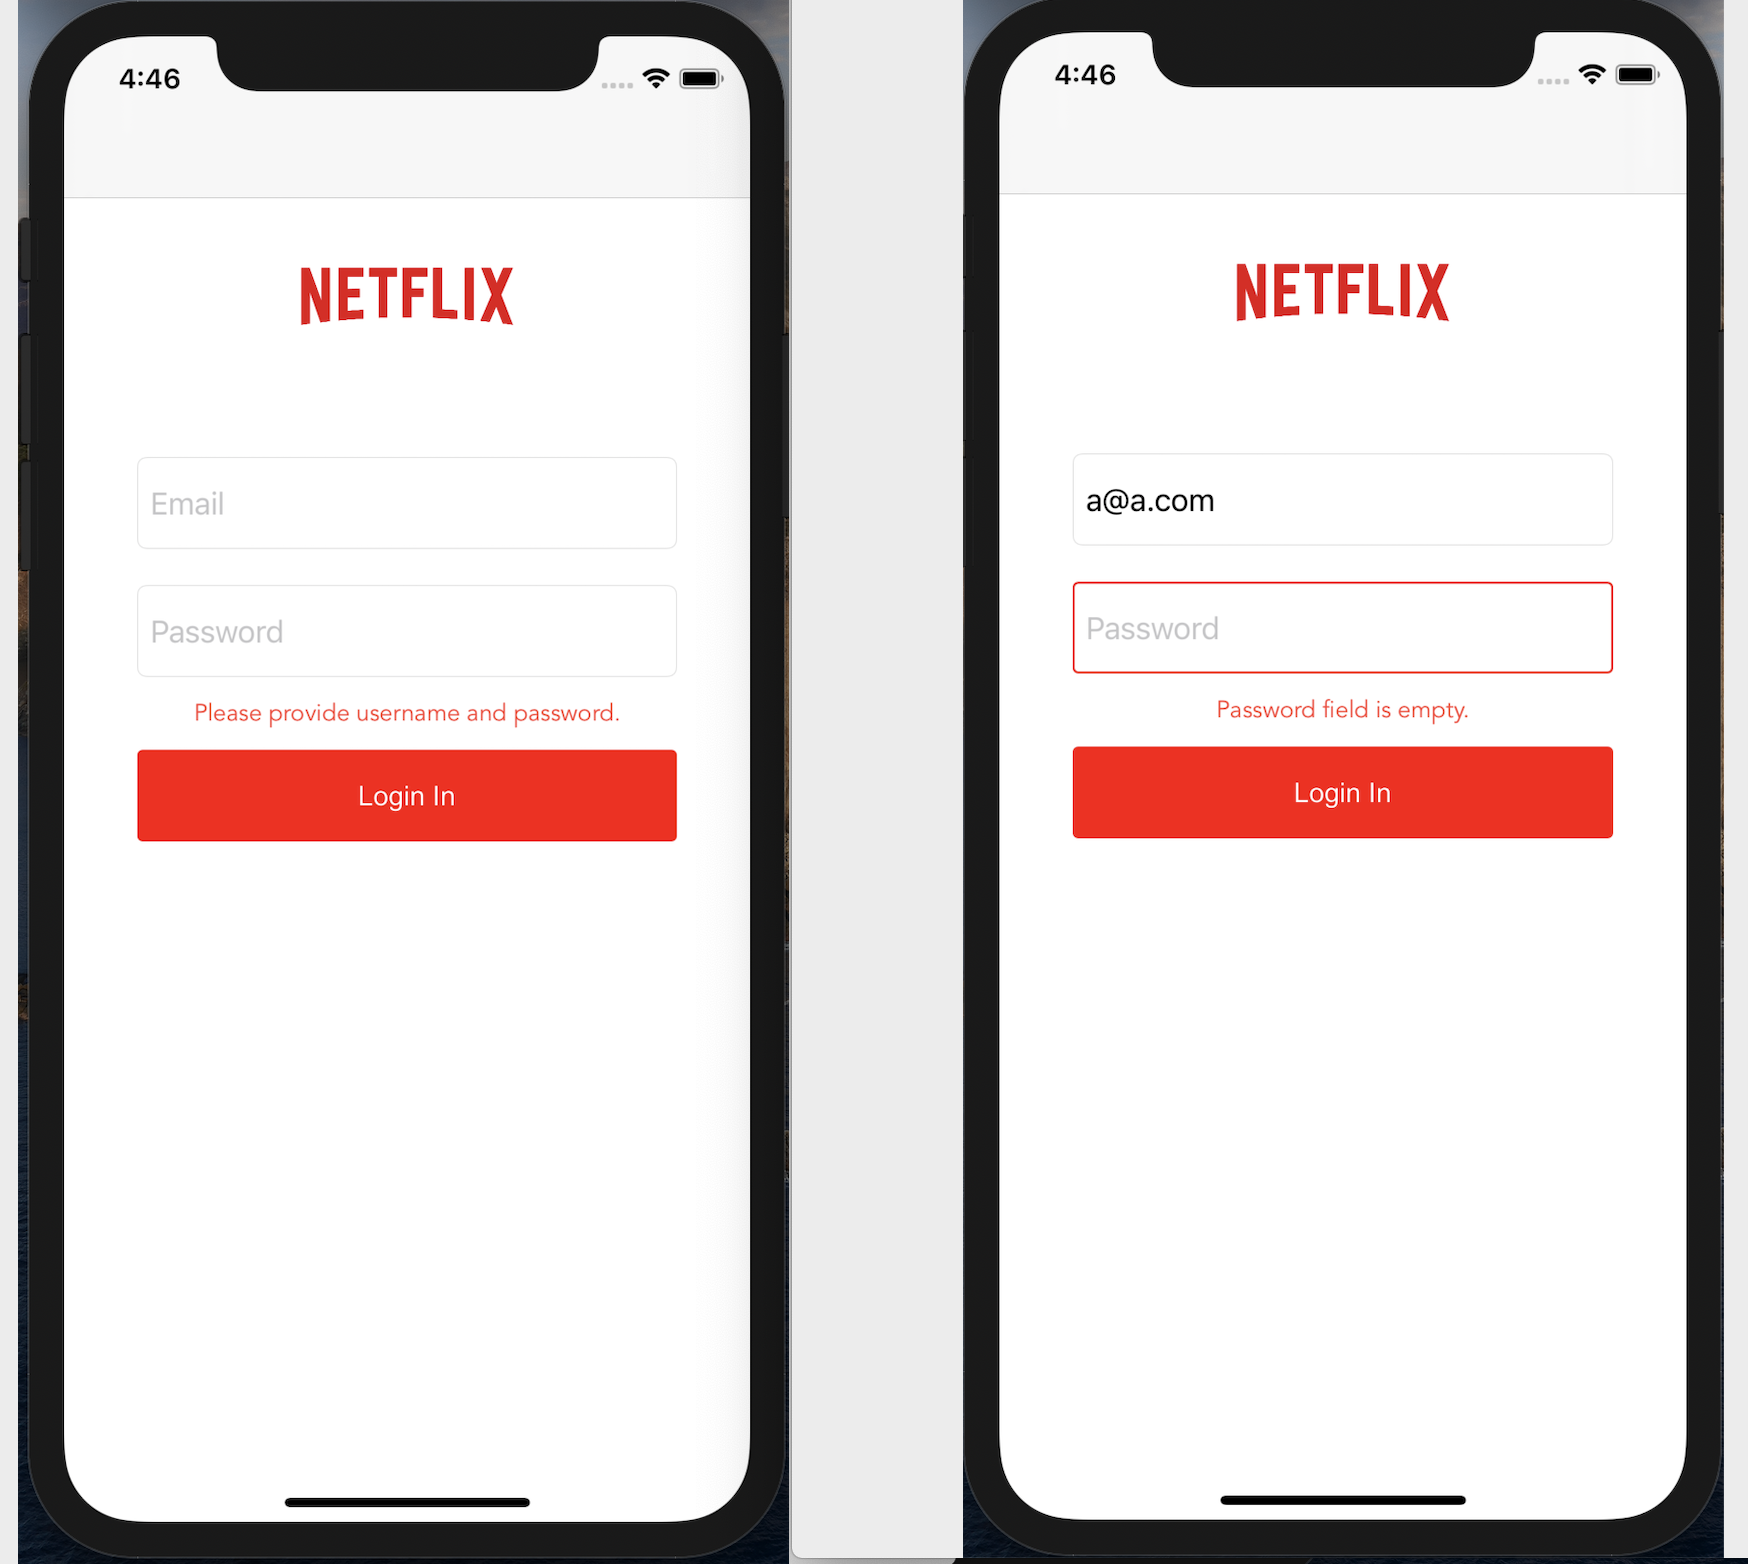 4:46
NETFLIX
Email
Password
Please provide username and password.
Login In
4:46
NETFLIX
a@a.com
Password
Password field is empty.
Login In